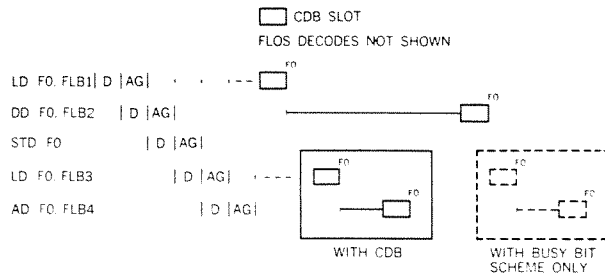 CDB SLOT
FLOS DECODES NOT SHOWN
F0
LD F0, FLB1| D |AG|
F0
DD F0, FLB2 | D |AG|
STD F0 | D |AG|
F0 F0
LD F0, FLB3 | D |AG|
F0 F0
AD F0, FLB4 | D |AG|
WITH CDB WITH BUSY BIT
SCHEME ONLY